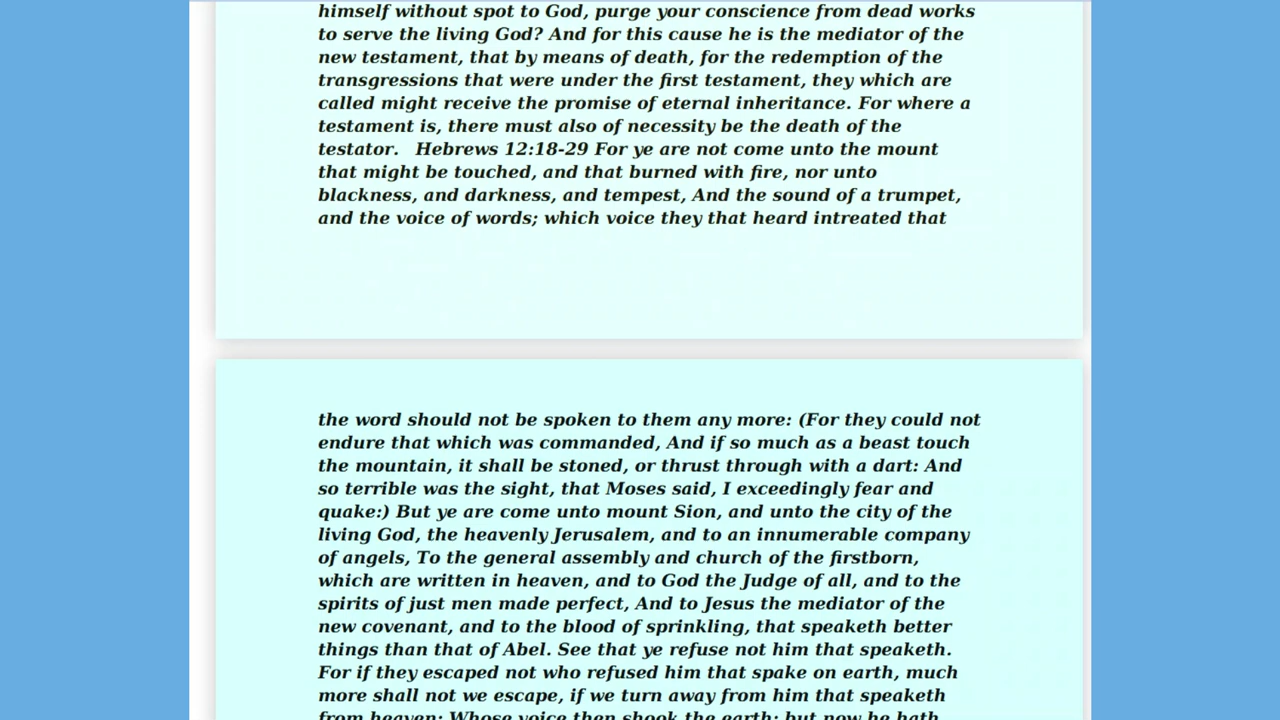 himself without spot to God, purge your conscience from dead works
to serve the living God? And for this cause he is the mediator of the
new testament, that by means of death, for the redemption of the
transgressions that were under the first testament, they which are
called might receive the promise of eternal inheritance. For where a
testament is, there must also of necessity be the death of the
testator.   Hebrews 12:18-29 For ye are not come unto the mount
that might be touched, and that burned with fire, nor unto
blackness, and darkness, and tempest, And the sound of a trumpet,
and the voice of words; which voice they that heard intreated that
the word should not be spoken to them any more: (For they could not
endure that which was commanded, And if so much as a beast touch
the mountain, it shall be stoned, or thrust through with a dart: And
so terrible was the sight, that Moses said, I exceedingly fear and
quake:) But ye are come unto mount Sion, and unto the city of the
living God, the heavenly Jerusalem, and to an innumerable company
of angels, To the general assembly and church of the firstborn,
which are written in heaven, and to God the Judge of all, and to the
spirits of just men made perfect, And to Jesus the mediator of the
new covenant, and to the blood of sprinkling, that speaketh better
things than that of Abel. See that ye refuse not him that speaketh.
For if they escaped not who refused him that spake on earth, much
more shall not we escape, if we turn away from him that speaketh
from heaven: Whose voice then shook the earth: but now he hath